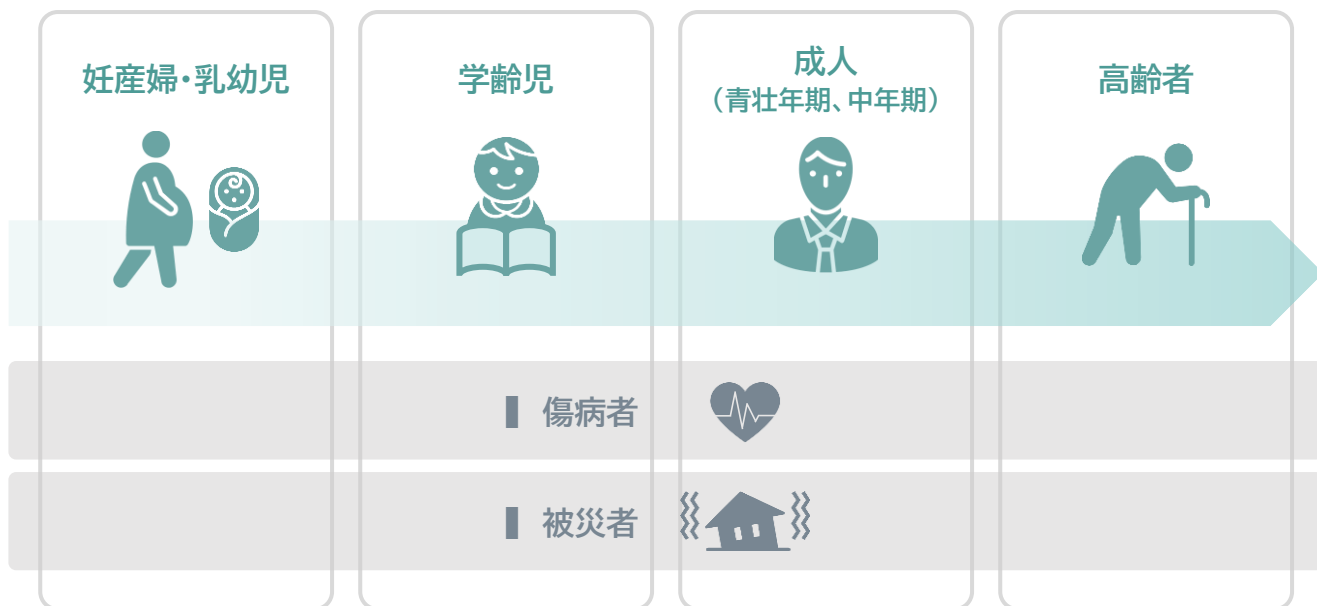 妊産婦・乳幼児
学齢児
成人
（青壮年期、中年期）
高齢者
傷病者
被災者